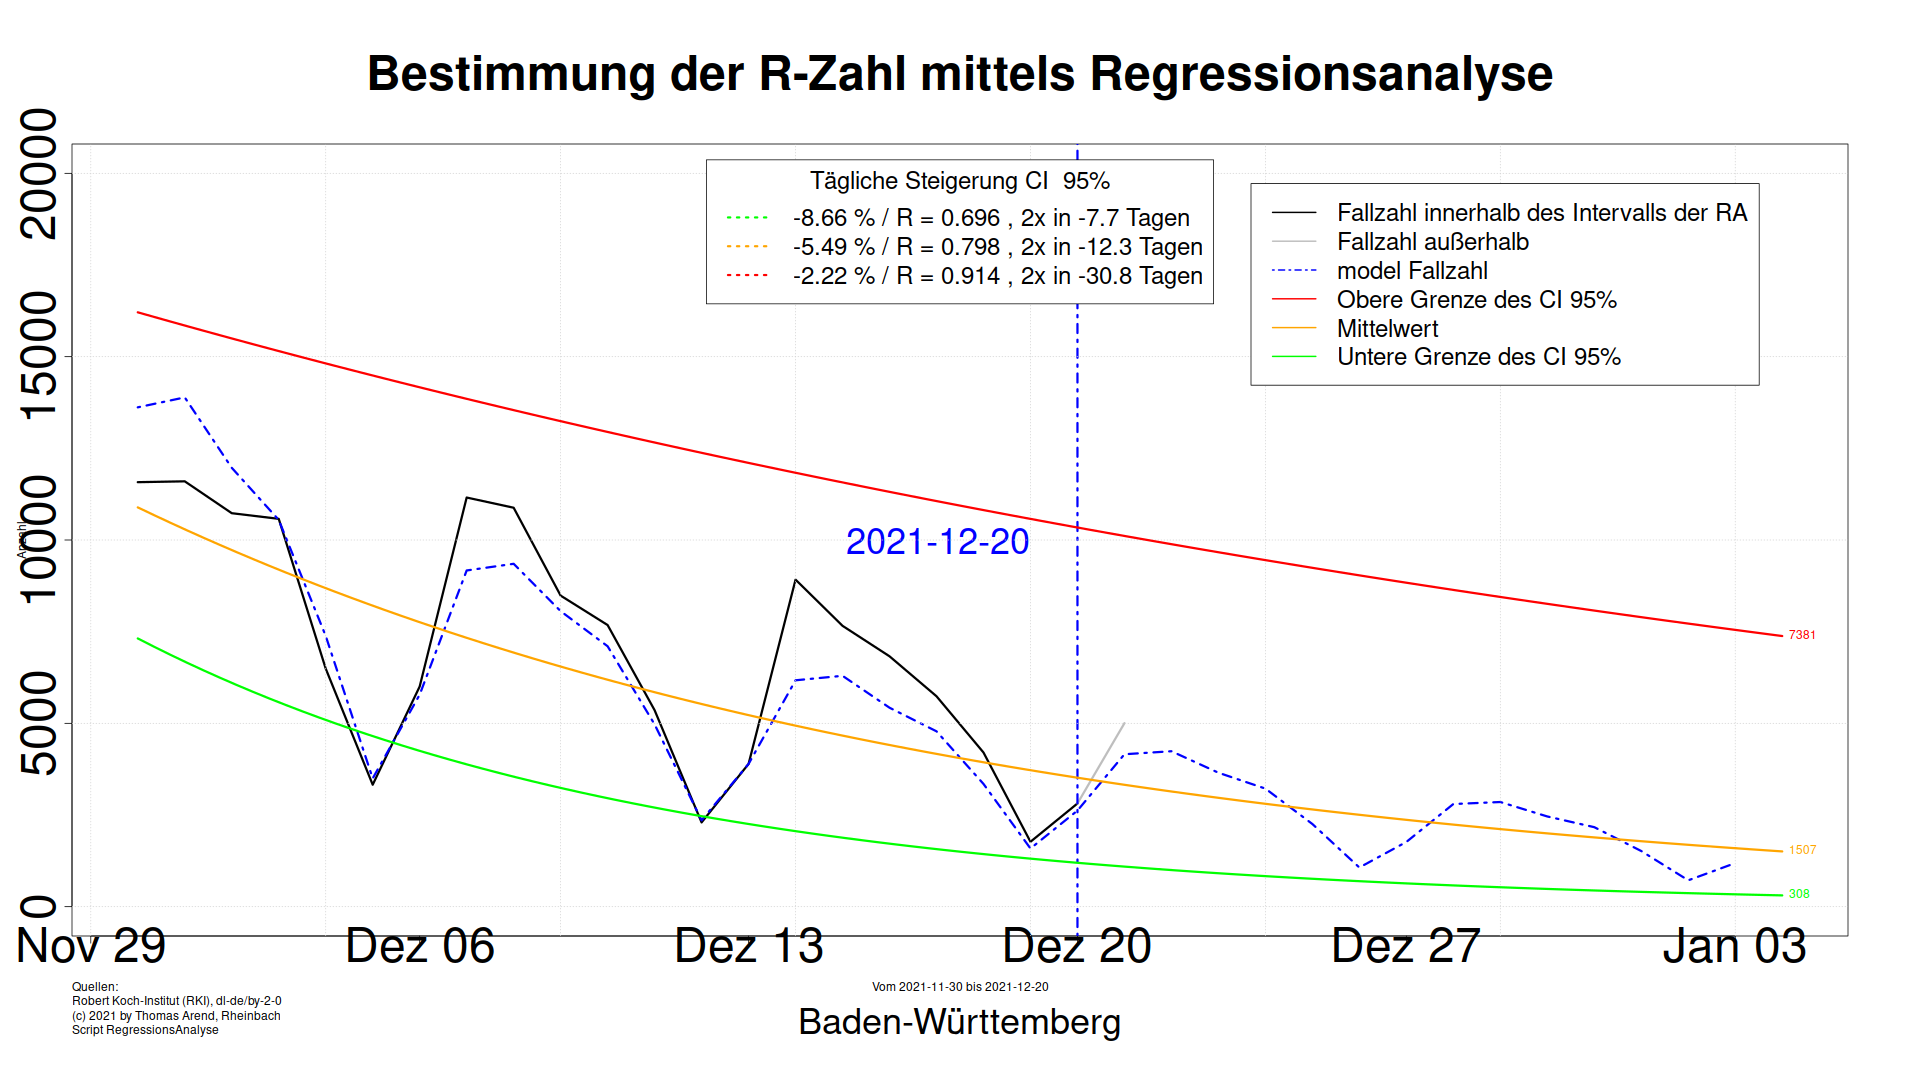 Bestimmung der R-Zahl mittels Regressionsanalyse
Tägliche Steigerung CI  95%
-8.66 % / R = 0.696 , 2x in -7.7 Tagen
-5.49 % / R = 0.798 , 2x in -12.3 Tagen
-2.22 % / R = 0.914 , 2x in -30.8 Tagen
Fallzahl innerhalb des Intervalls der RA
Fallzahl außerhalb
model Fallzahl
Obere Grenze des CI 95%
Mittelwert
Untere Grenze des CI 95%
20000
15000
10000
5000
0
Anzahl
2021-12-20
7381
1507
308
Nov 29
Dez 06
Dez 13
Dez 20
Dez 27
Jan 03
Quellen:
Robert Koch-Institut (RKI), dl-de/by-2-0
(c) 2021 by Thomas Arend, Rheinbach
Script RegressionsAnalyse
Vom 2021-11-30 bis 2021-12-20
Baden-Württemberg